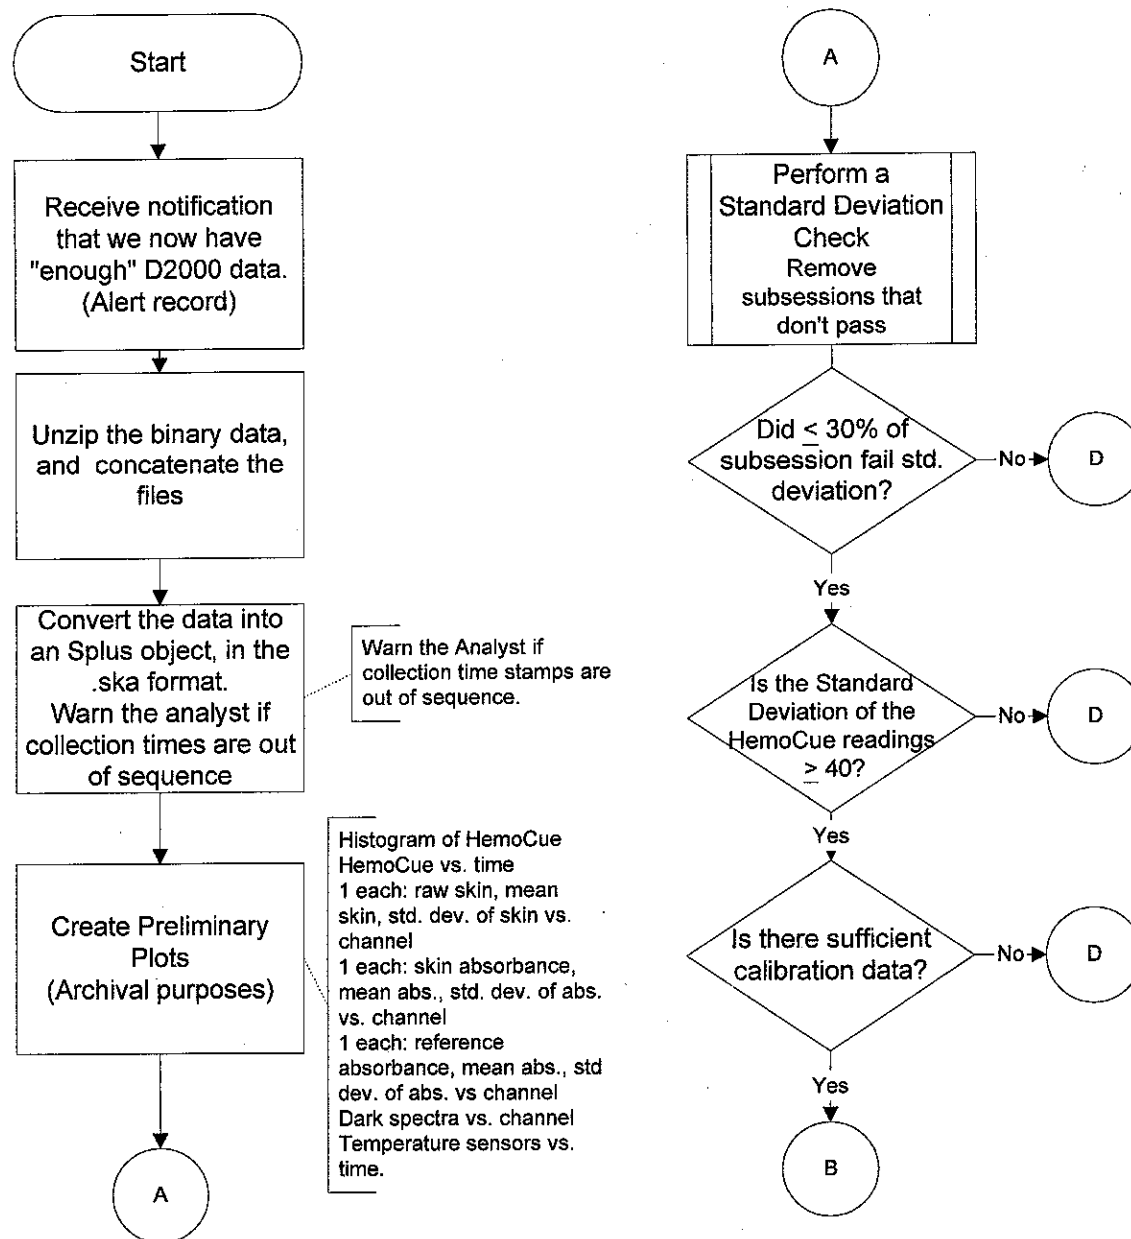 Start
Receive notification
that we now have
"enough" D2000 data.
(Alert record)
Unzip the binary data,
and concatenate the
files
Convert the data into
an Splus object, in the
.ska format.
Warn the analyst if
collection times are out
of sequence
Warn the Analyst if
collection time stamps are
out of sequence.
Create Preliminary
Plots
(Archival purposes)
Histogram of HemoCue
HemoCue vs. time
1 each: raw skin, mean
skin, std. dev. of skin vs.
channel
1 each: skin absorbance,
mean abs., std. dev. of abs.
vs. channel
1 each: reference
absorbance, mean abs., std
dev. of abs. vs channel
Dark spectra vs. channel
Temperature sensors vs.
time.
A
A
Perform a
Standard Deviation
Check
Remove
subsessions that
don't pass
Did ≤ 30% of
subsession fail std.
deviation?
No
D
Yes
Is the Standard
Deviation of the
HemoCue readings
≥ 40?
No
D
Yes
Is there sufficient
calibration data?
No
D
Yes
B